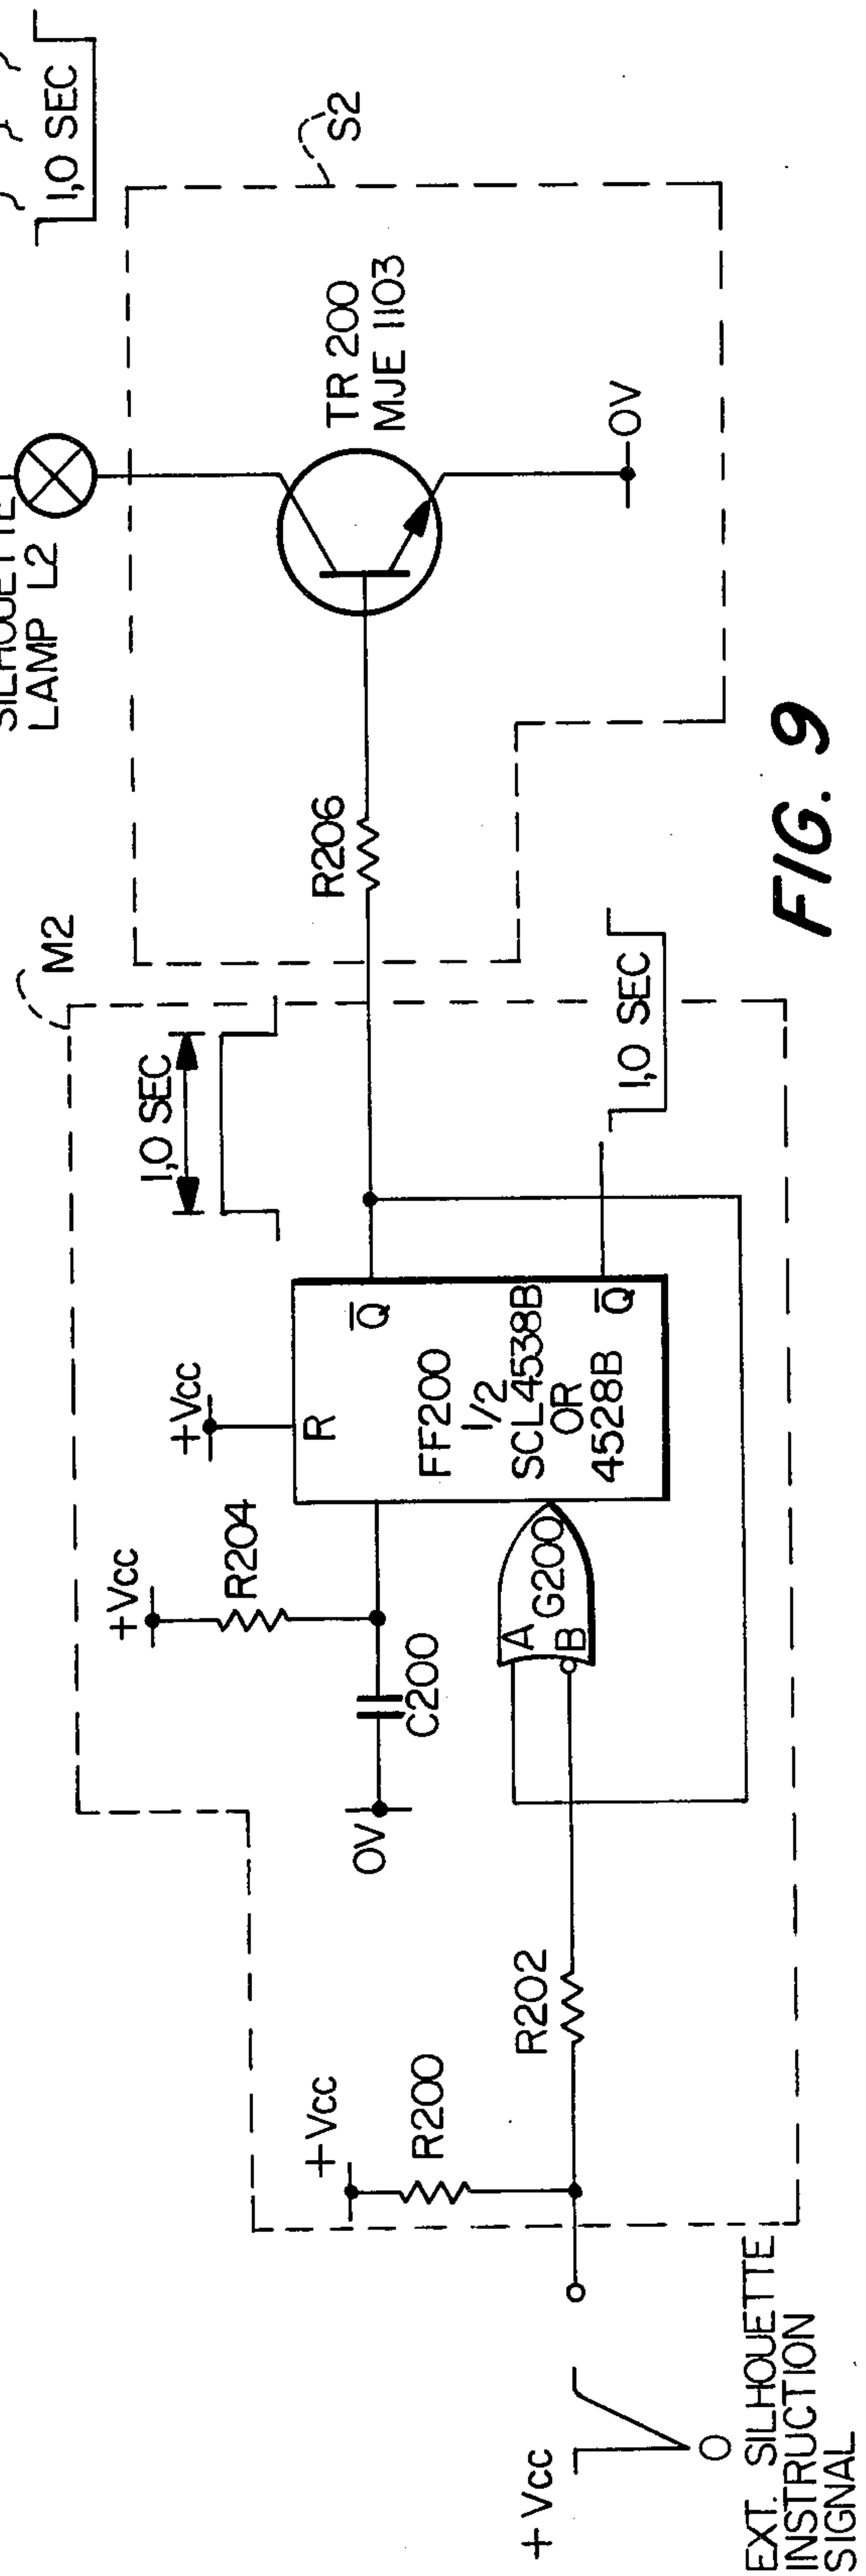 1,0 SEC
SILHOUETTE
LAMP L2
S2
TR 200
MJE 1103
0V
R206
M2
1,0 SEC
1,0 SEC
+Vcc
+Vcc
R204
C200
0V
R
Q̅
FF200
1/2
SCL4538B
OR
4528B
Q̅
A
B
G200
R202
+Vcc
R200
+Vcc
0
EXT. SILHOUETTE
INSTRUCTION
SIGNAL
FIG. 9